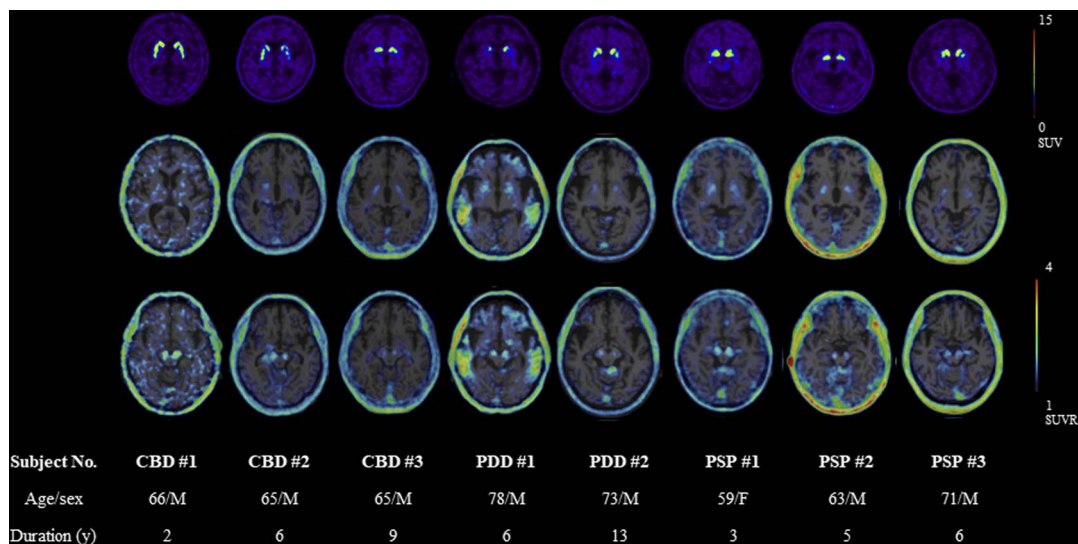 15
0
SUV
4
1
SUVR
Subject No. CBD #1 CBD #2 CBD #3 PDD #1 PDD #2 PSP #1 PSP #2 PSP #3
Age/sex 66/M 65/M 65/M 78/M 73/M 59/F 63/M 71/M
Duration (y) 2 6 9 6 13 3 5 6